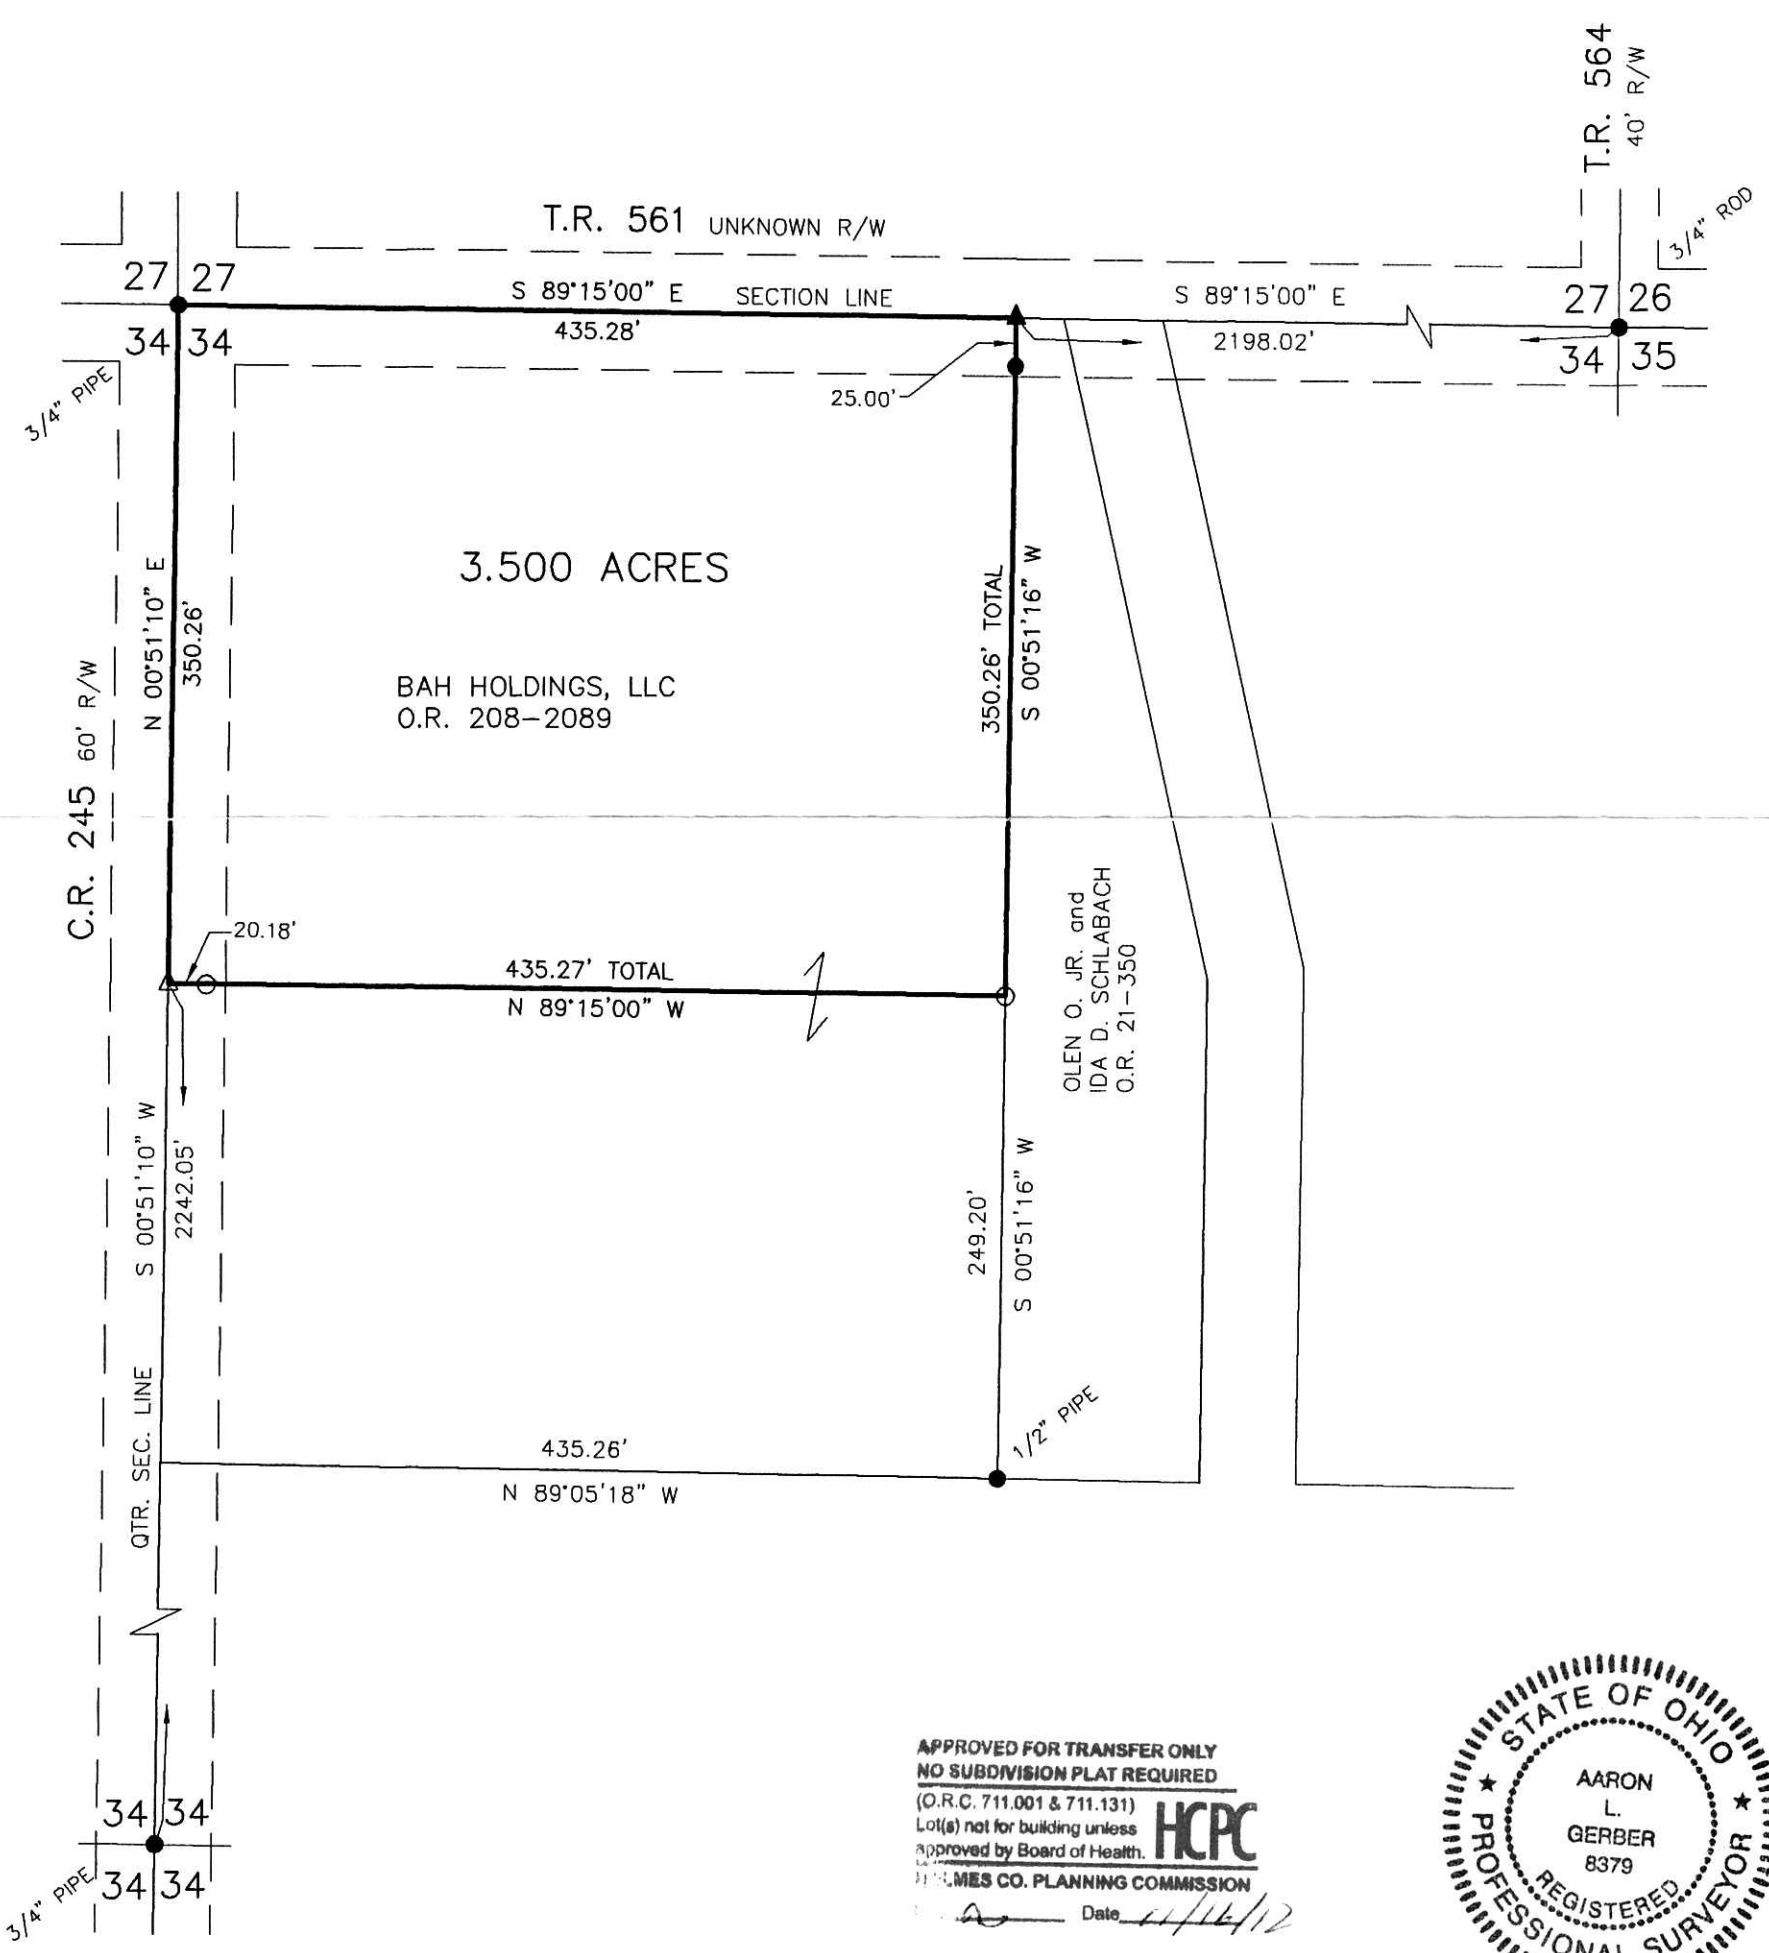 T.R. 564
40' R/W
3/4" ROD
T.R. 561 UNKNOWN R/W
27 27
S 89°15'00" E SECTION LINE
S 89°15'00" E
27 26
34 34
435.28'
2198.02'
34 35
3/4" PIPE
25.00'
3.500 ACRES
N 00°51'10" E
350.26'
350.26' TOTAL
S 00°51'16" W
BAH HOLDINGS, LLC
O.R. 208-2089
C.R. 245 60' R/W
20.18'
435.27' TOTAL
N 89°15'00" W
OLEN O. JR. and
IDA D. SCHLABACH
O.R. 21-350
S 00°51'10" W
2242.05'
249.20'
S 00°51'16" W
QTR. SEC. LINE
1/2" PIPE
435.26'
N 89°05'18" W
34 34
34 34
3/4" PIPE
APPROVED FOR TRANSFER ONLY
NO SUBDIVISION PLAT REQUIRED
(O.R.C. 711.001 & 711.131)
Lot(s) not for building unless
approved by Board of Health.
HCPC
MES CO. PLANNING COMMISSION
Date 11/16/12
STATE OF OHIO
AARON
L.
GERBER
8379
REGISTERED
PROFESSIONAL SURVEYOR